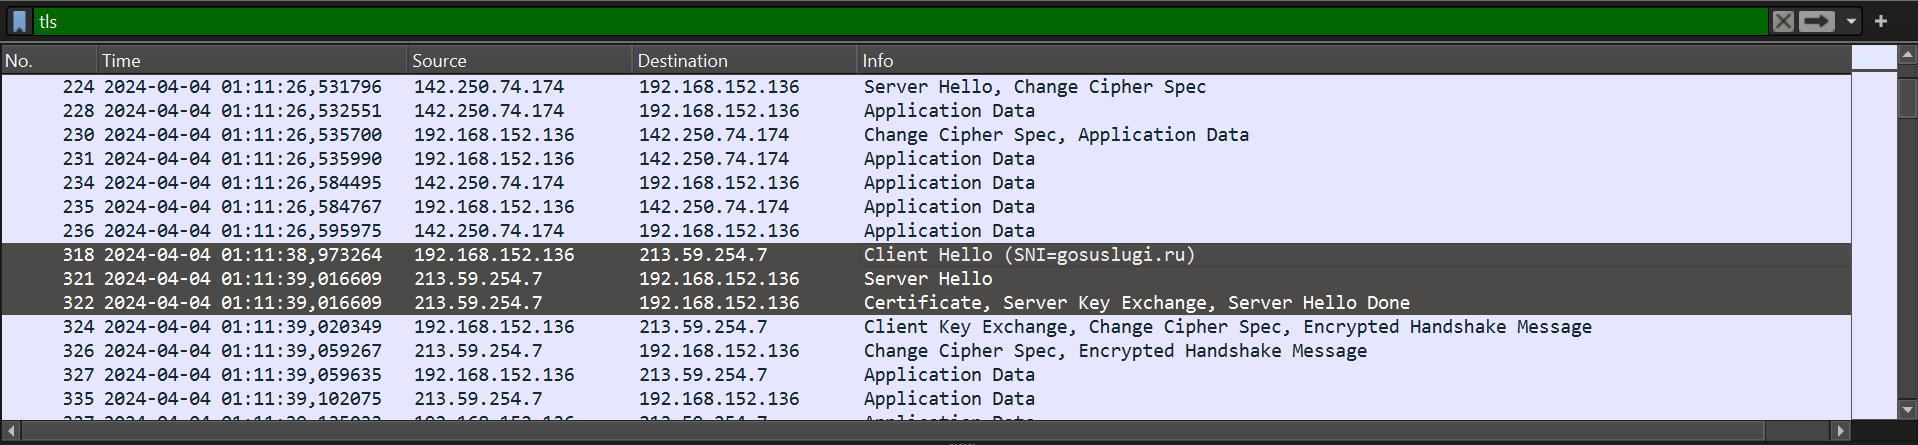 tls
No. Time Source Destination Info
224 2024-04-04 01:11:26,531796 142.250.74.174 192.168.152.136 Server Hello, Change Cipher Spec
228 2024-04-04 01:11:26,532551 142.250.74.174 192.168.152.136 Application Data
230 2024-04-04 01:11:26,535700 192.168.152.136 142.250.74.174 Change Cipher Spec, Application Data
231 2024-04-04 01:11:26,535990 192.168.152.136 142.250.74.174 Application Data
234 2024-04-04 01:11:26,584495 142.250.74.174 192.168.152.136 Application Data
235 2024-04-04 01:11:26,584767 192.168.152.136 142.250.74.174 Application Data
236 2024-04-04 01:11:26,595975 142.250.74.174 192.168.152.136 Application Data
318 2024-04-04 01:11:38,973264 192.168.152.136 213.59.254.7 Client Hello (SNI=gosuslugi.ru)
321 2024-04-04 01:11:39,016609 213.59.254.7 192.168.152.136 Server Hello
322 2024-04-04 01:11:39,016609 213.59.254.7 192.168.152.136 Certificate, Server Key Exchange, Server Hello Done
324 2024-04-04 01:11:39,020349 192.168.152.136 213.59.254.7 Client Key Exchange, Change Cipher Spec, Encrypted Handshake Message
326 2024-04-04 01:11:39,059267 213.59.254.7 192.168.152.136 Change Cipher Spec, Encrypted Handshake Message
327 2024-04-04 01:11:39,059635 192.168.152.136 213.59.254.7 Application Data
335 2024-04-04 01:11:39,102075 213.59.254.7 192.168.152.136 Application Data